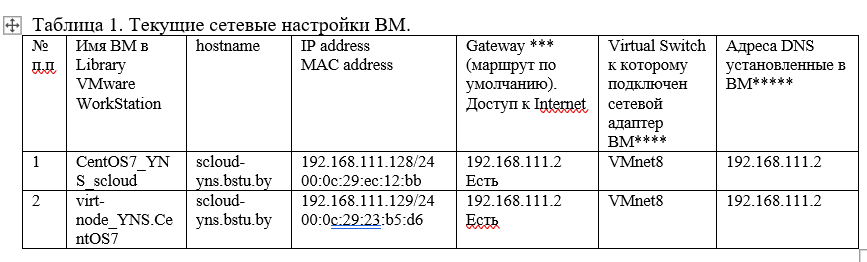 Таблица 1. Текущие сетевые настройки ВМ.
№ п.п
Имя ВМ в Library VMware WorkStation
hostname
IP address
MAC address
Gateway *** (маршрут по умолчанию). Доступ к Internet
Virtual Switch к которому подключен сетевой адаптер ВМ****
Адреса DNS установленные в ВМ*****
1
CentOS7_YN
S_scloud
scloud-
yns.bstu.by
192.168.111.128/24
00:0c:29:ec:12:bb
192.168.111.2
Есть
VMnet8
192.168.111.2
2
virt-
node_YNS.Ce
ntOS7
scloud-
yns.bstu.by
192.168.111.129/24
00:0c:29:23:b5:d6
192.168.111.2
Есть
VMnet8
192.168.111.2